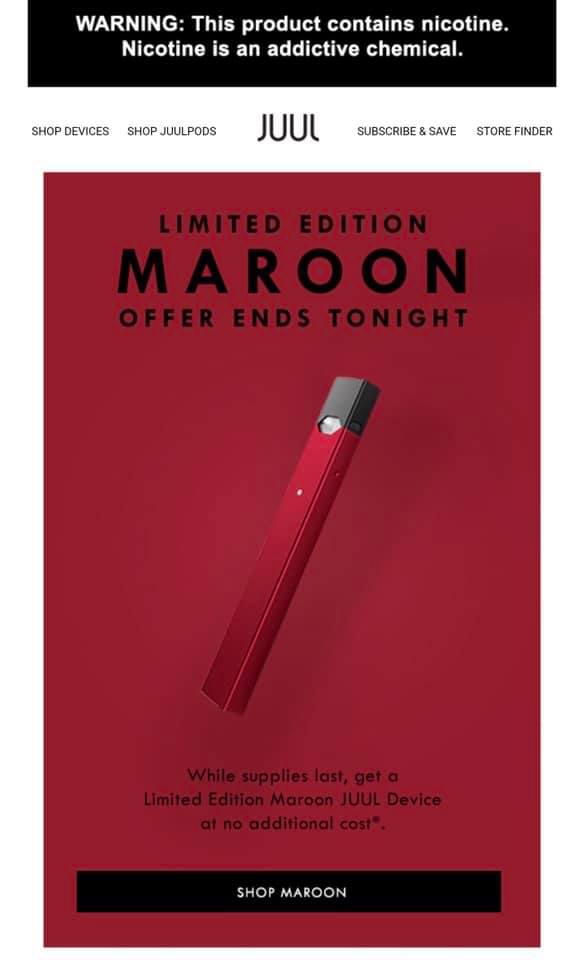 WARNING: This product contains nicotine.
Nicotine is an addictive chemical.
SHOP DEVICES SHOP JUULPODS JUUL SUBSCRIBE & SAVE STORE FINDER
LIMITED EDITION
MAROON
OFFER ENDS TONIGHT
While supplies last, get a
Limited Edition Maroon JUUL Device
at no additional cost*.
SHOP MAROON